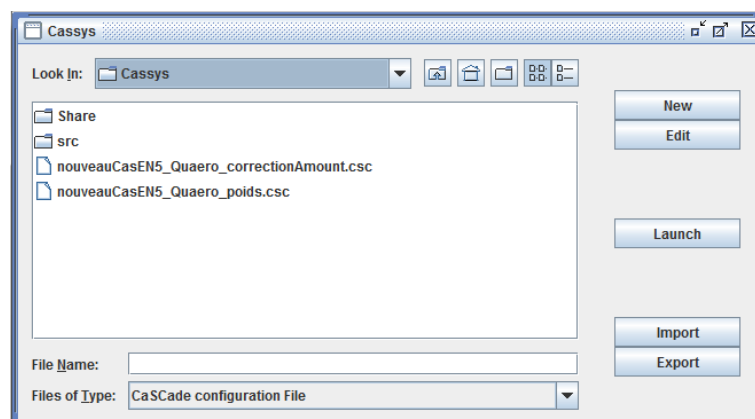 Cassys
Look In: Cassys
New
Share
Edit
src
nouveauCasEN5_Quaero_correctionAmount.csc
nouveauCasEN5_Quaero_poids.csc
Launch
Import
File Name:
Export
Files of Type: CaSCade configuration File